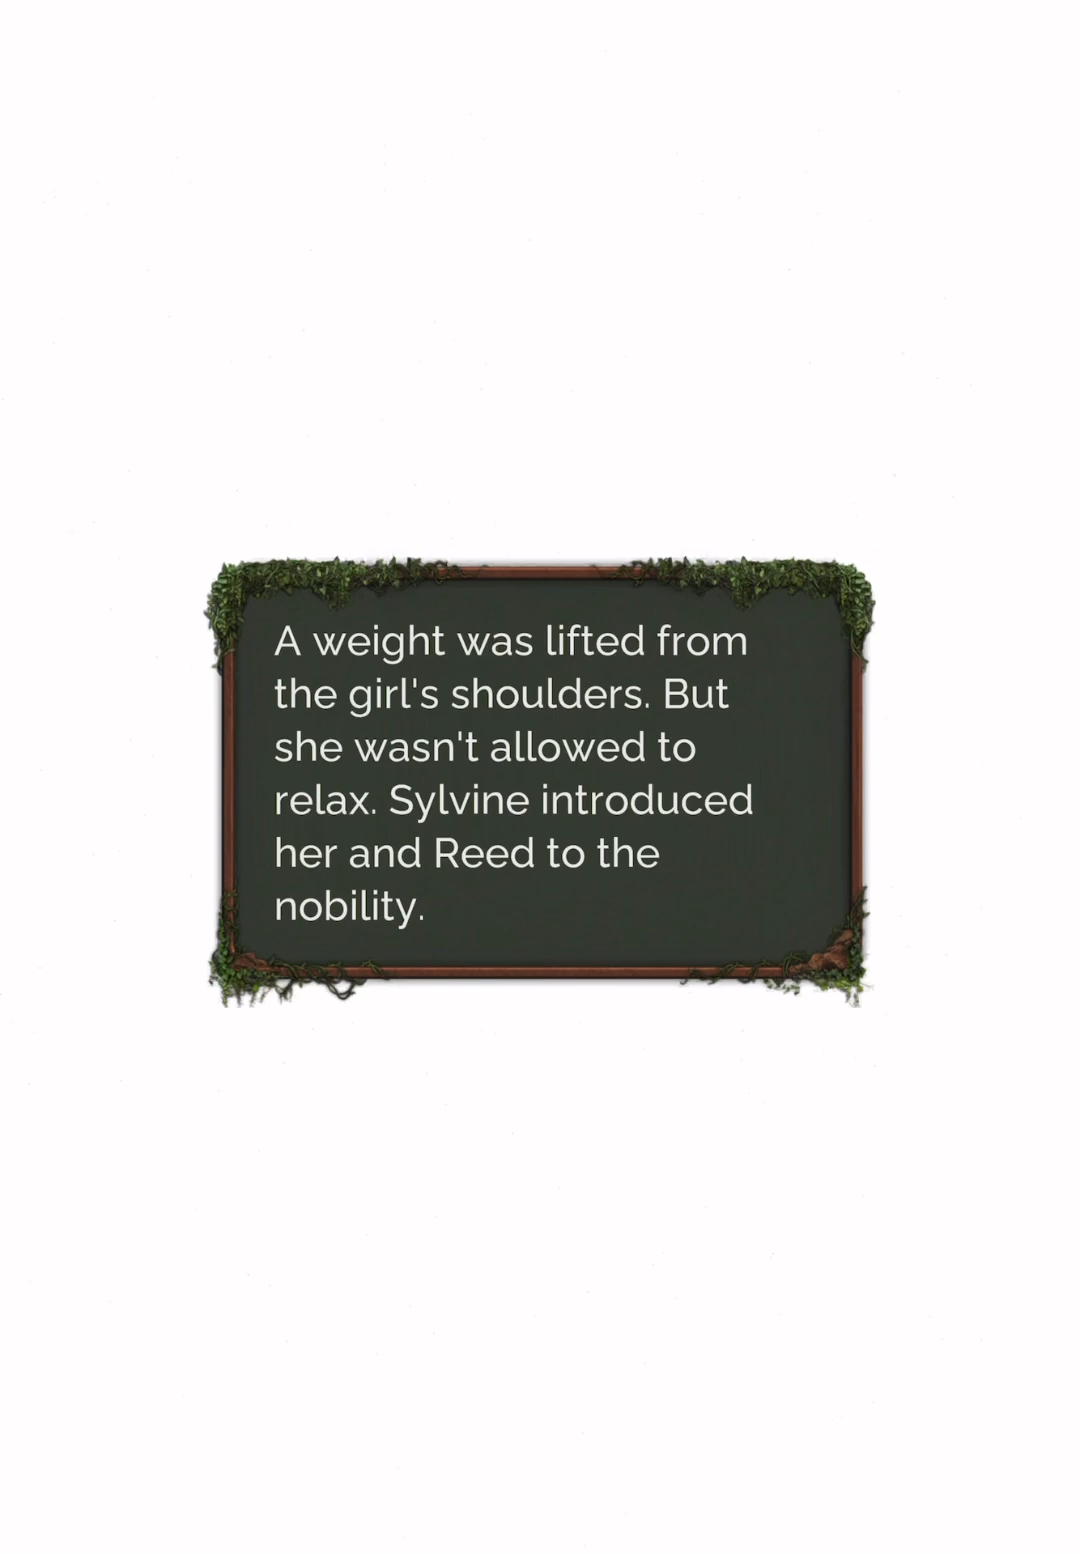 A weight was lifted from
the girl's shoulders. But
she wasn't allowed to
relax. Sylvine introduced
her and Reed to the
nobility.